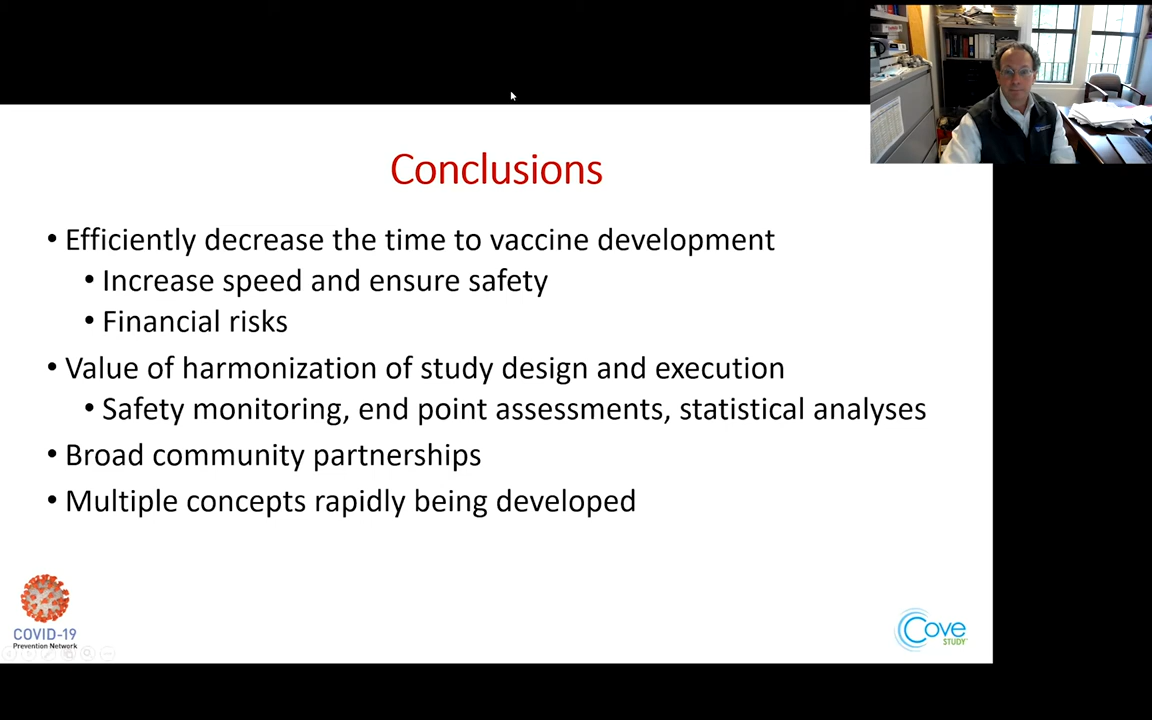 Conclusions
• Efficiently decrease the time to vaccine development
• Increase speed and ensure safety
• Financial risks
• Value of harmonization of study design and execution
• Safety monitoring, end point assessments, statistical analyses
• Broad community partnerships
• Multiple concepts rapidly being developed
COVID-19
Prevention Network
Cove
STUDY